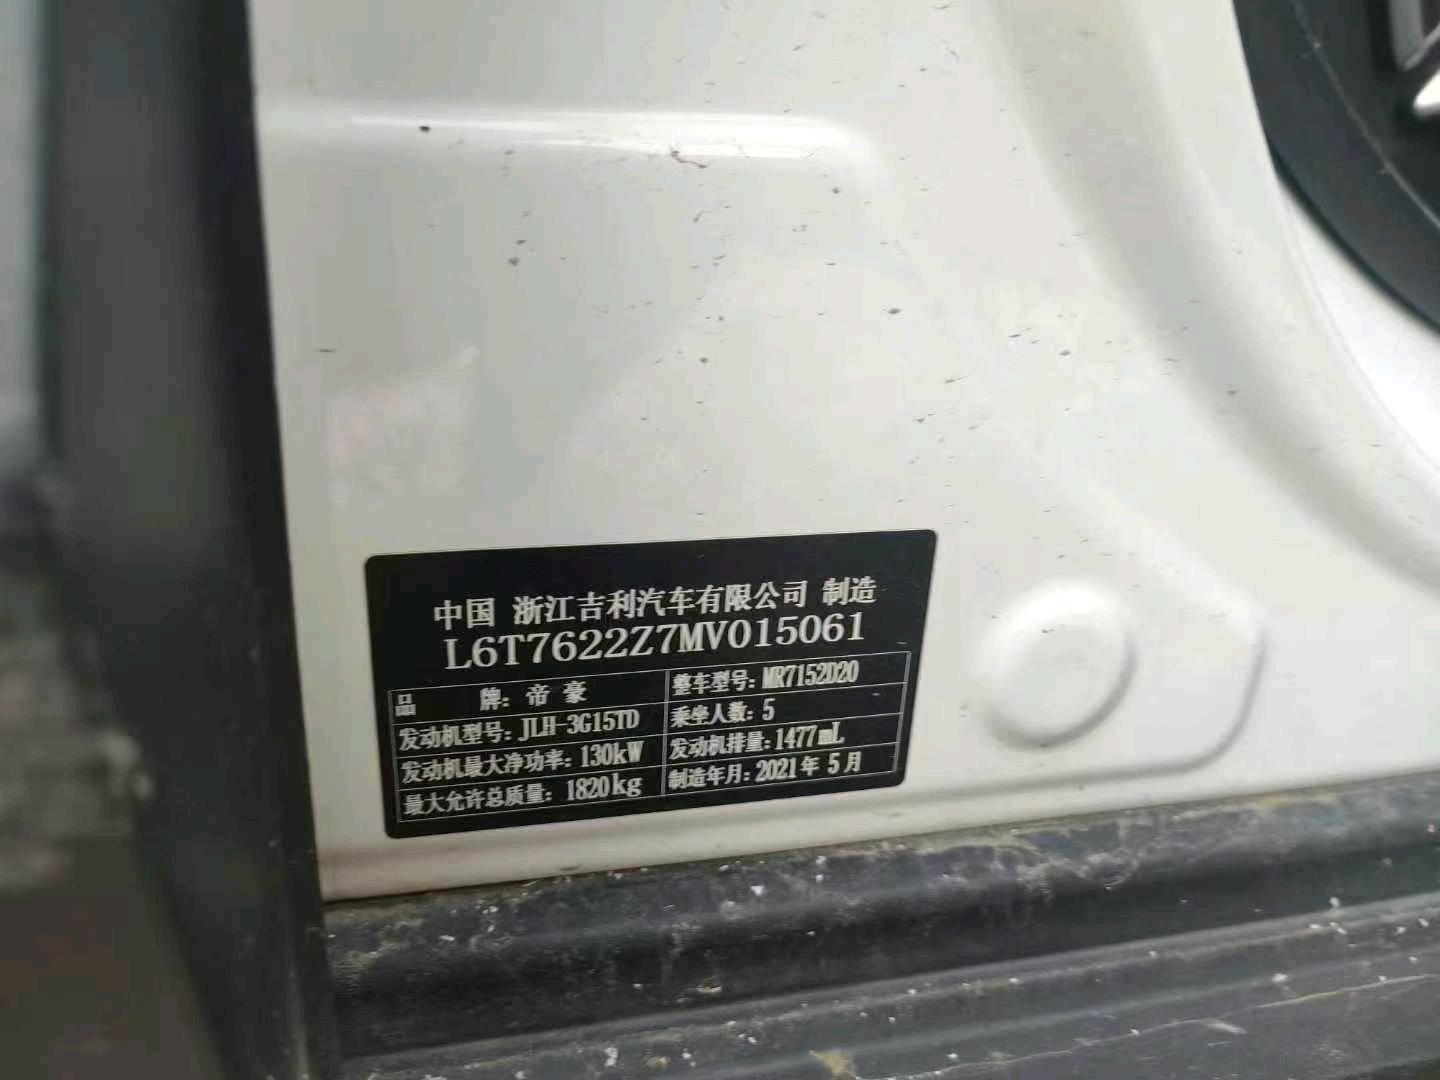 中国 浙江吉利汽车有限公司 制造
L6T7622Z7MV015061
品 牌: 帝豪 整车型号: MR7152D20
发动机型号: JLH-3G15TD 乘坐人数: 5
发动机最大净功率: 130kW 发动机排量: 1477mL
最大允许总质量: 1820kg 制造年月: 2021年 5月